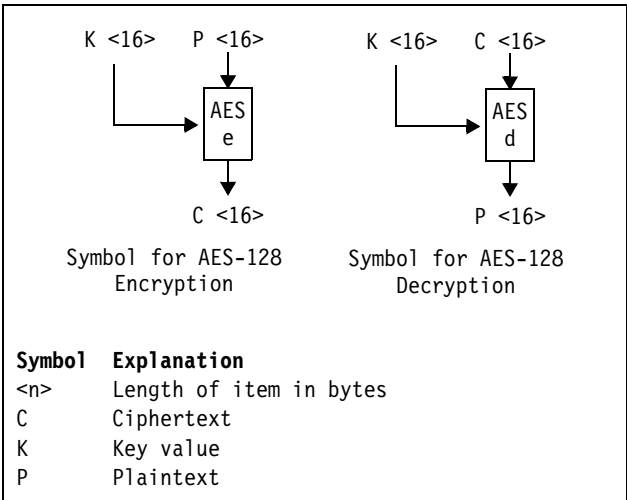 K <16> P <16> K <16> C <16>
AES AES
e d
C <16> P <16>
Symbol for AES-128 Symbol for AES-128
Encryption Decryption
Symbol Explanation
<n> Length of item in bytes
C Ciphertext
K Key value
P Plaintext